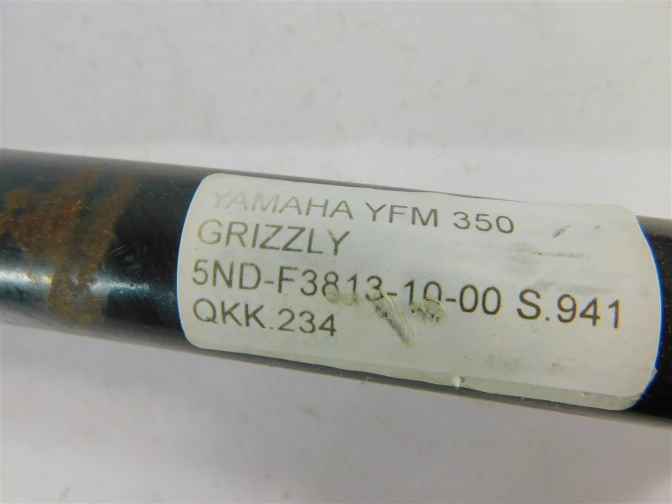 YAMAHA YFM 350
GRIZZLY
5ND-F3813-10-00 S.941
QKK.234